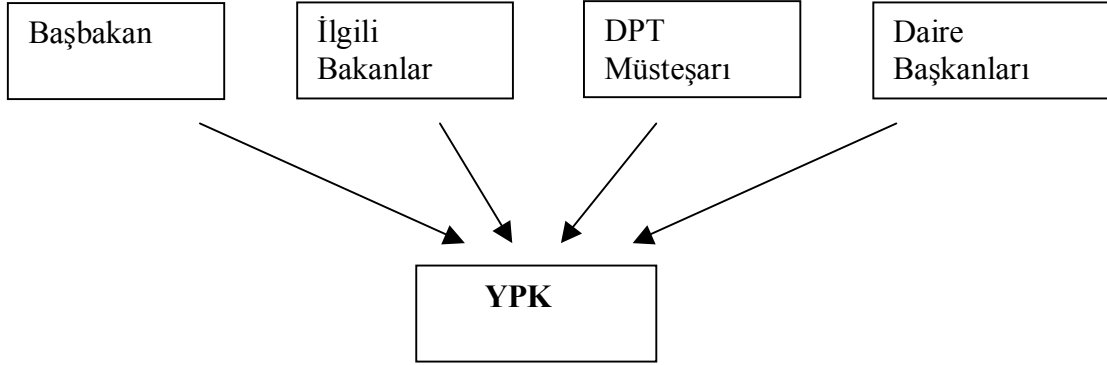 Başbakan
İlgili
Bakanlar
DPT
Müsteşarı
Daire
Başkanları
YPK